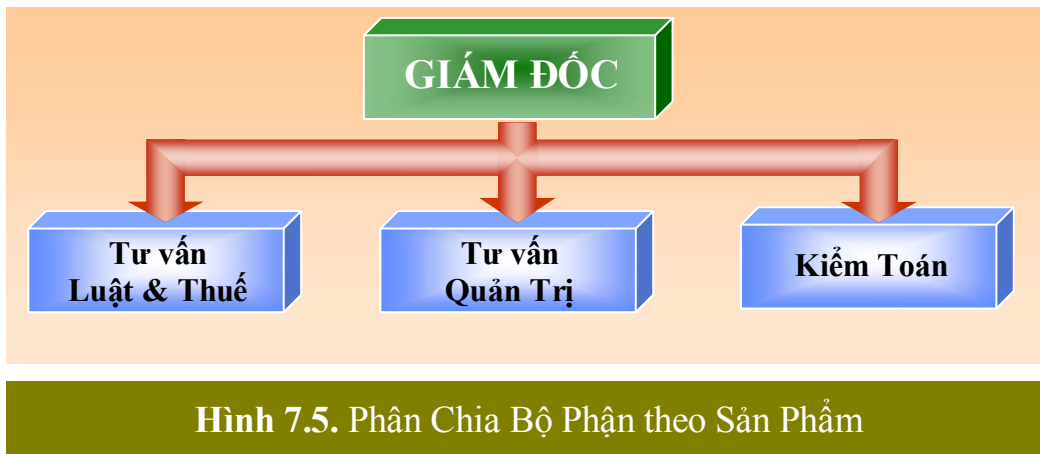 GIÁM ĐỐC
Tư vấn
Luật & Thuế
Tư vấn
Quản Trị
Kiểm Toán
Hình 7.5. Phân Chia Bộ Phận theo Sản Phẩm